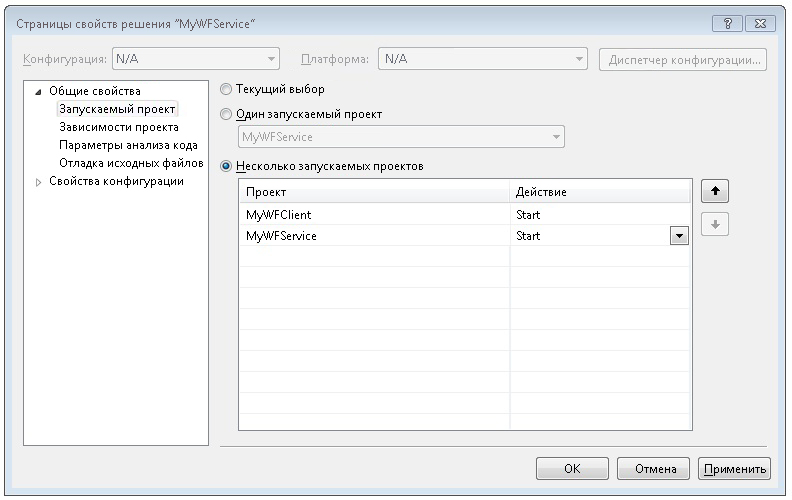 Страницы свойств решения "MyWFService"
Конфигурация: N/A Платформа: N/A Диспетчер конфигурации...
Общие свойства
Запускаемый проект
Зависимости проекта
Параметры анализа кода
Отладка исходных файлов
Свойства конфигурации
Текущий выбор
Один запускаемый проект
MyWFService
Несколько запускаемых проектов
Проект Действие
MyWFClient Start
MyWFService Start
OK Отмена Применить